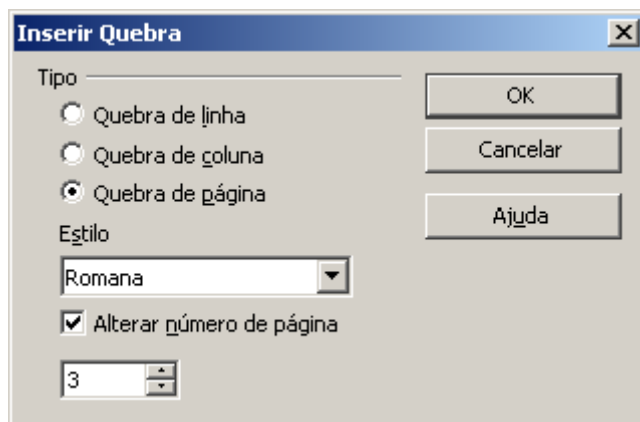 Inserir Quebra
Tipo
Quebra de linha
Quebra de coluna
Quebra de página
Estilo
Romana
Alterar número de página
3
OK
Cancelar
Ajuda